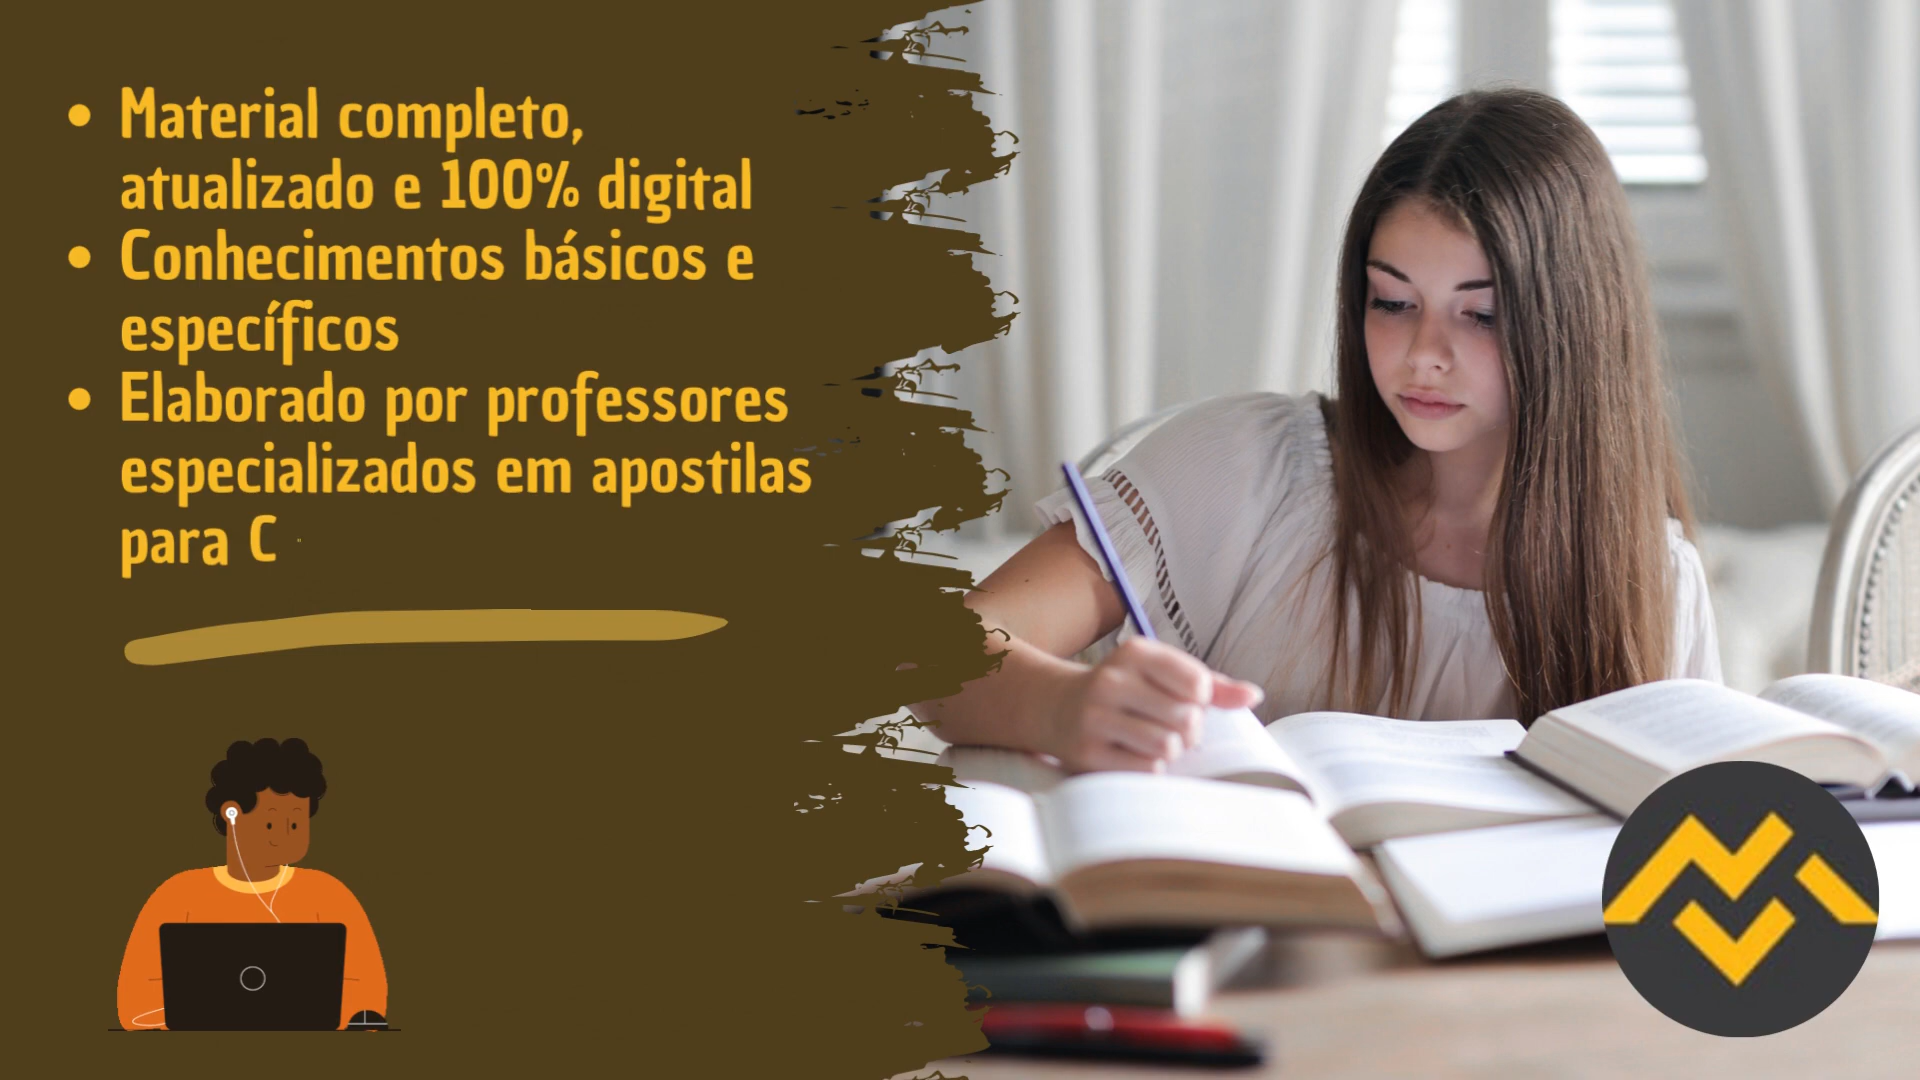 • Material completo,
atualizado e 100% digital
• Conhecimentos básicos e
específicos
• Elaborado por professores
especializados em apostilas
para C